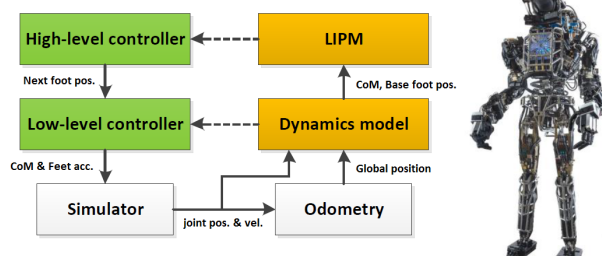 High-level controller
LIPM
Next foot pos.
CoM, Base foot pos.
Low-level controller
Dynamics model
CoM & Feet acc.
Global position
Simulator
joint pos. & vel.
Odometry